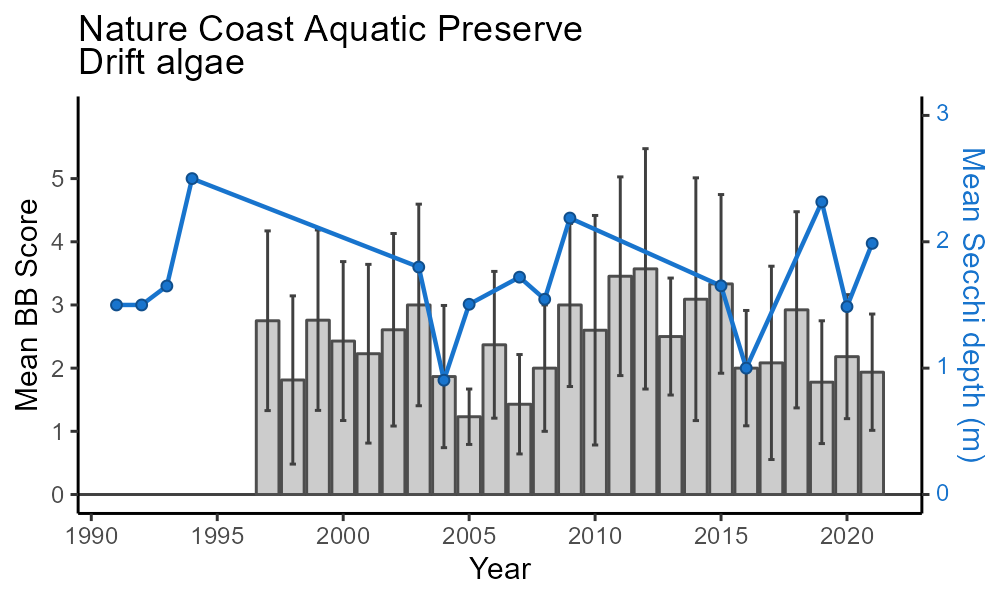 Nature Coast Aquatic Preserve
Drift algae
Mean BB Score
5
4
3
2
1
0
3
2
1
0
Mean Secchi depth (m)
1990 1995 2000 2005 2010 2015 2020
Year